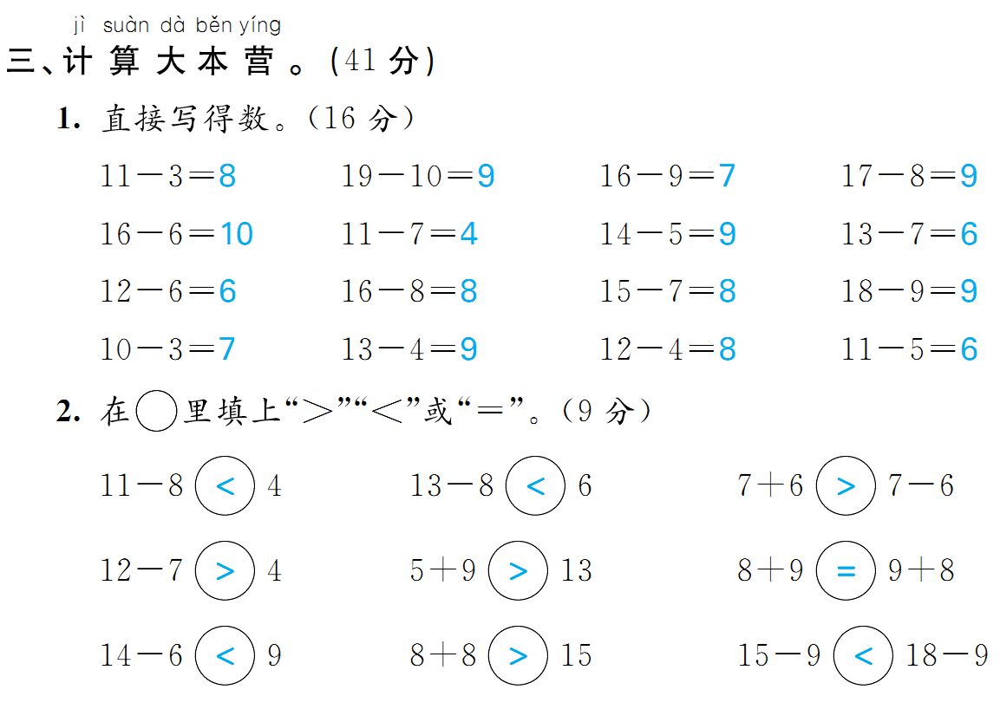 jì suàn dà běn yíng
三、计算大本营。(41 分)
1. 直接写得数。(16 分)
11－3＝8 19－10＝9 16－9＝7 17－8＝9
16－6＝10 11－7＝4 14－5＝9 13－7＝6
12－6＝6 16－8＝8 15－7＝8 18－9＝9
10－3＝7 13－4＝9 12－4＝8 11－5＝6
2. 在○里填上“＞”“＜”或“＝”。(9 分)
11－8 < 4 13－8 < 6 7＋6 > 7－6
12－7 > 4 5＋9 > 13 8＋9 = 9＋8
14－6 < 9 8＋8 > 15 15－9 < 18－9